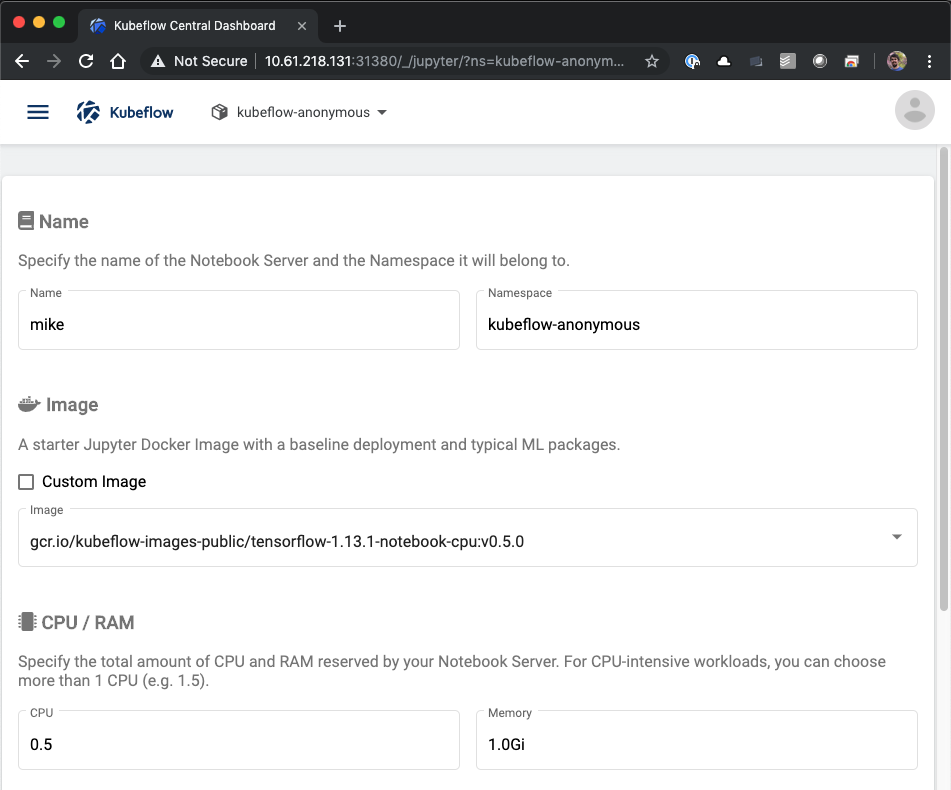 Kubeflow Central Dashboard
Not Secure 10.61.218.131:31380/_/jupyter/?ns=kubeflow-anonym...
Kubeflow kubeflow-anonymous
Name
Specify the name of the Notebook Server and the Namespace it will belong to.
Name Namespace
mike kubeflow-anonymous
Image
A starter Jupyter Docker Image with a baseline deployment and typical ML packages.
Custom Image
Image
gcr.io/kubeflow-images-public/tensorflow-1.13.1-notebook-cpu:v0.5.0
CPU / RAM
Specify the total amount of CPU and RAM reserved by your Notebook Server. For CPU-intensive workloads, you can choose
more than 1 CPU (e.g. 1.5).
CPU Memory
0.5 1.0Gi